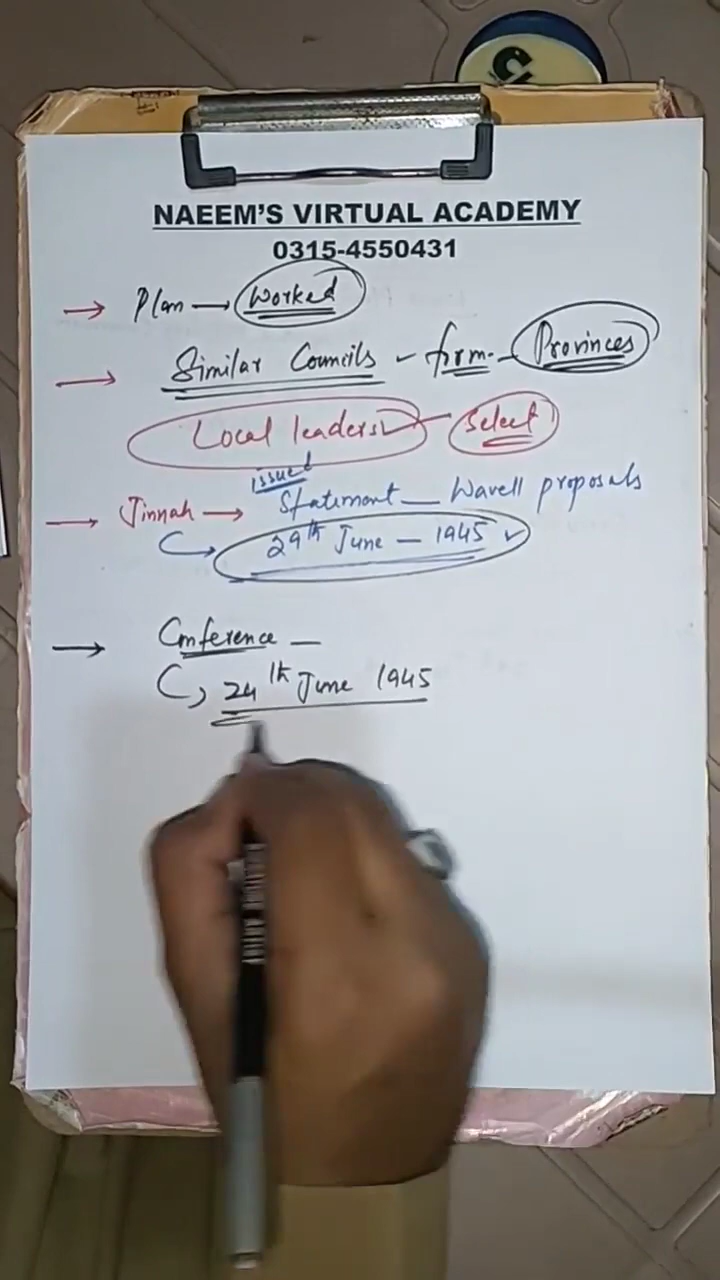 NAEEM'S VIRTUAL ACADEMY
0315-4550431
→ Plan — Worked
→ Similar Councils - form - Provinces
Local leaders — Select
issued
→ Jinnah → Statement — Wavell proposals
29th June — 1945
→ Conference —
24th June 1945